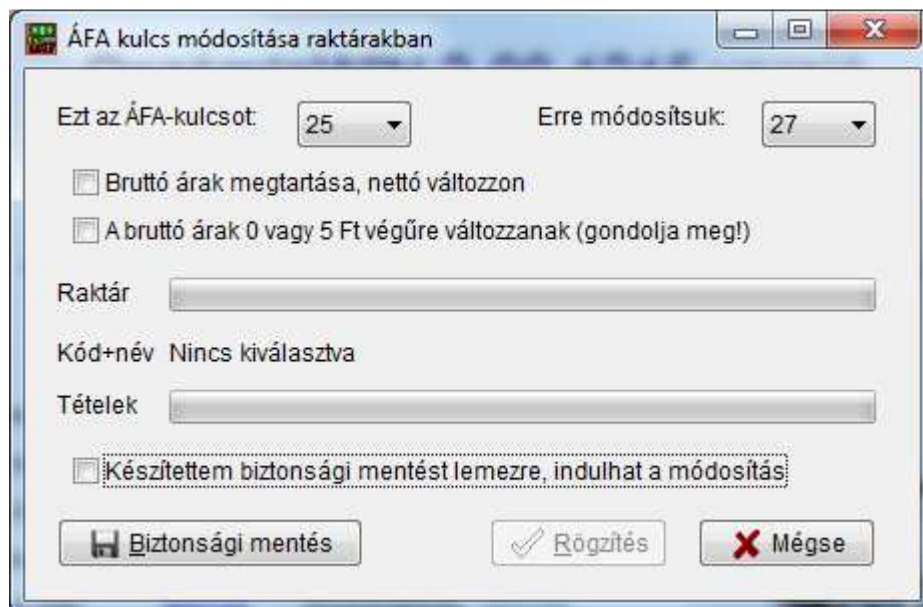 ÁFA kulcs módosítása raktárakban
Ezt az ÁFA-kulcsot: 25 Erre módosítsuk: 27
Bruttó árak megtartása, nettó változzon
A bruttó árak 0 vagy 5 Ft végűre változzanak (gondolja meg!)
Raktár
Kód+név Nincs kiválasztva
Tételek
Készítettem biztonsági mentést lemezre, indulhat a módosítás
Biztonsági mentés Rögzítés Mégse